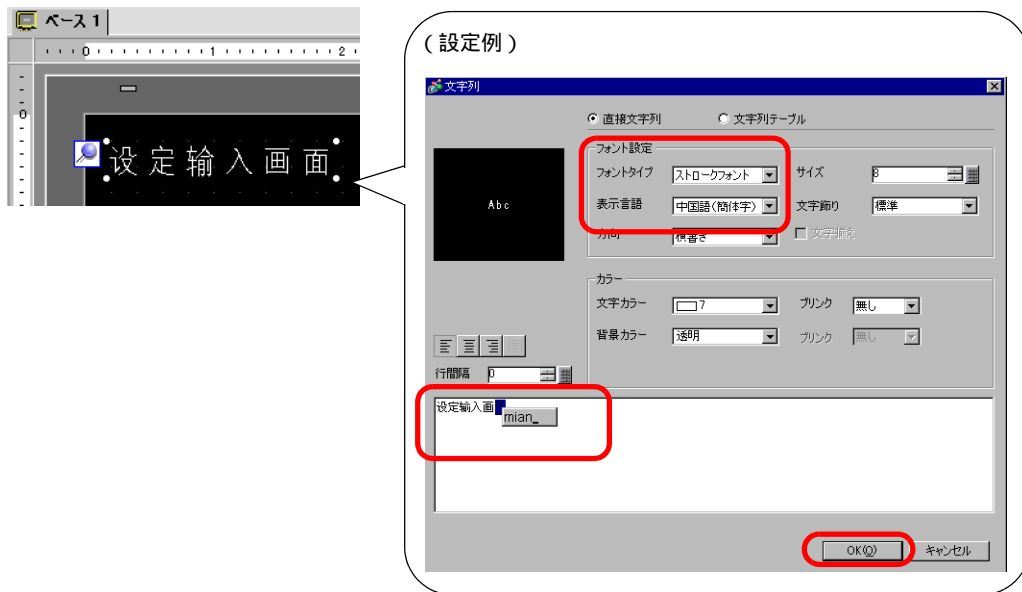 ベース 1
0 1 2
0
设定输入画面
(設定例)
文字列
直接文字列 文字列テーブル
フォント設定
フォントタイプ ストロークフォント サイズ 8
Abc
表示言語 中国語(簡体字) 文字飾り 標準
方向 横書き 文字揃え
カラー
文字カラー 7 ブリンク 無し
背景カラー 透明 ブリンク 無し
行間隔 0
设定输入画
mian_
OK(O) キャンセル